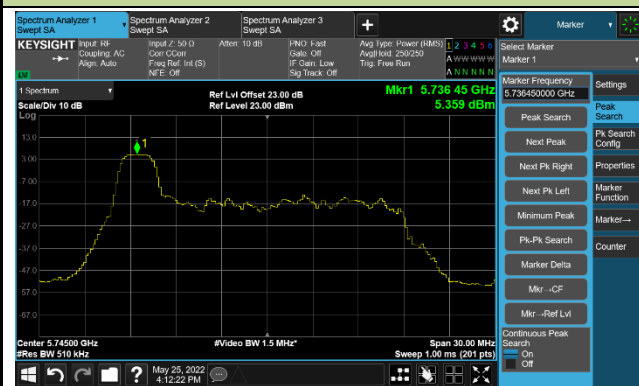 Spectrum Analyzer 1
Swept SA
Spectrum Analyzer 2
Swept SA
Spectrum Analyzer 3
Swept SA
+
Marker
KEYSIGHT
Input: RF
Coupling: AC
Align: Auto
Input Z: 50 Ω
Corr CCorr
Freq Ref: Int (S)
NFE: Off
Atten: 10 dB
PNO: Fast
Gate: Off
IF Gain: Low
Sig Track: Off
Avg Type: Power (RMS)
Avg|Hold: 250/250
Trig: Free Run
1 2 3 4 5 6
A W W W W W
A N N N N N
Select Marker
Marker 1
1 Spectrum
Scale/Div 10 dB
Log
Ref Lvl Offset 23.00 dB
Ref Level 23.00 dBm
Mkr1 5.736 45 GHz
5.359 dBm
1
13.0
3.00
-7.00
-17.0
-27.0
-37.0
-47.0
-57.0
-67.0
Center 5.74500 GHz
#Res BW 510 kHz
#Video BW 1.5 MHz*
Span 30.00 MHz
Sweep 1.00 ms (201 pts)
Marker Frequency
5.736450000 GHz
Peak Search
Next Peak
Next Pk Right
Next Pk Left
Minimum Peak
Pk-Pk Search
Marker Delta
Mkr→CF
Mkr→Ref Lvl
Continuous Peak
Search
On
Off
Settings
Peak
Search
Pk Search
Config
Properties
Marker
Function
Marker→
Counter
?
May 25, 2022
4:12:22 PM